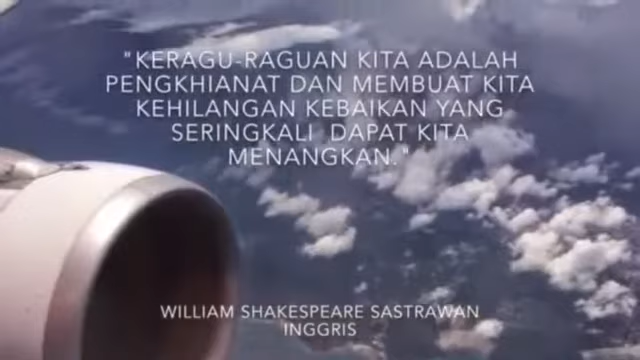 "KERAGU-RAGUAN KITA ADALAH
PENGKHIANAT DAN MEMBUAT KITA
KEHILANGAN KEBAIKAN YANG
SERINGKALI DAPAT KITA
MENANGKAN."
WILLIAM SHAKESPEARE SASTRAWAN
INGGRIS